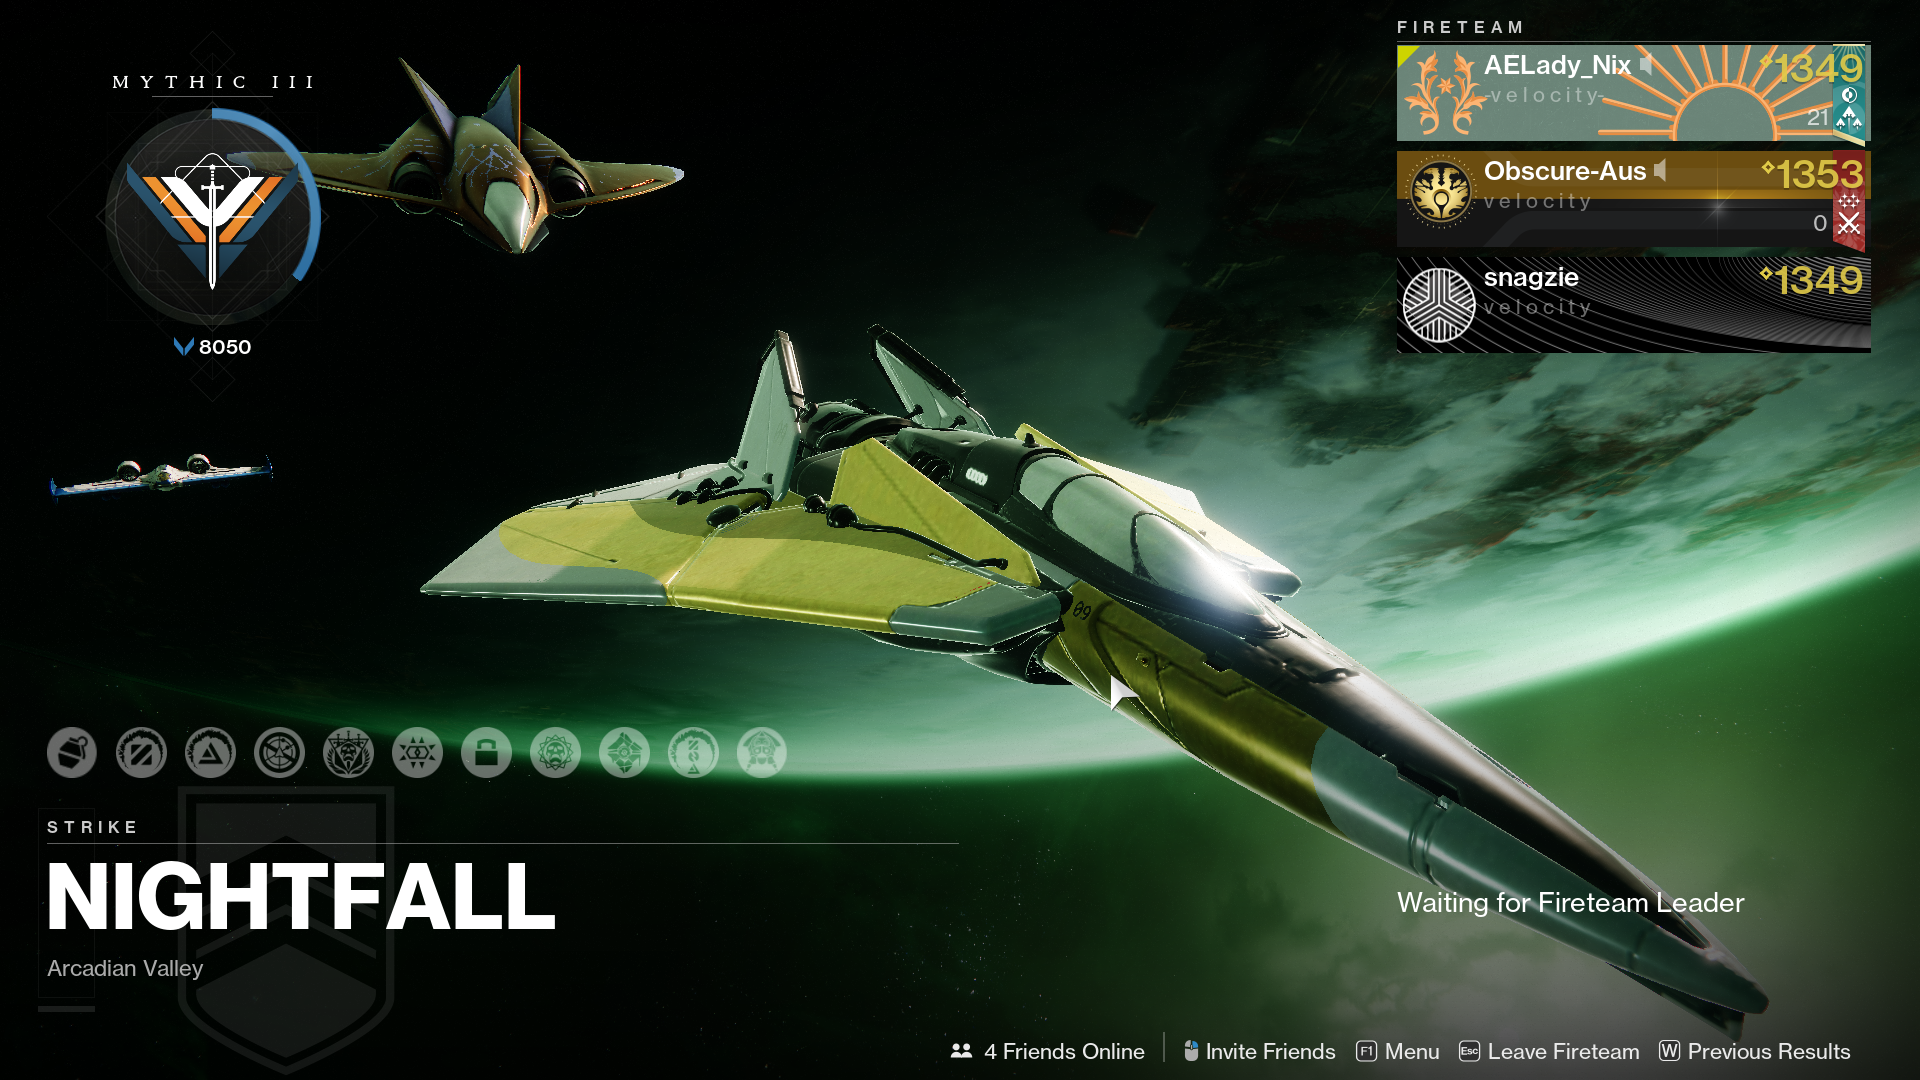 MYTHIC III
8050
FIRETEAM
AELady_Nix
1349
-velocity-
21
Obscure-Aus
1353
velocity
0
snagzie
1349
velocity
09
STRIKE
NIGHTFALL
Arcadian Valley
Waiting for Fireteam Leader
4 Friends Online
Invite Friends
F1 Menu
Esc Leave Fireteam
W Previous Results